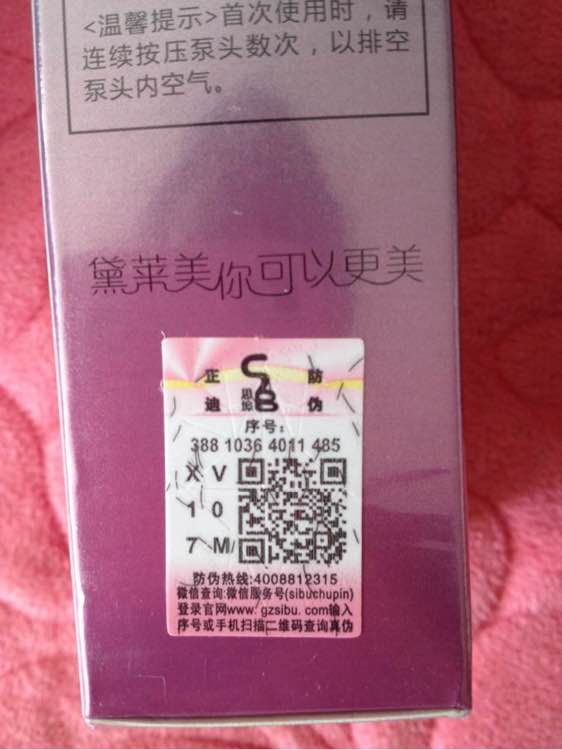 <温馨提示>首次使用时，请
连续按压泵头数次，以排空
泵头内空气。
黛莱美你可以更美
正 防
迪 思埠 伪
序号：
388 1036 4011 485
X V
1 0
7 M
防伪热线:4008812315
微信查询:微信服务号(sibuchupin)
登录官网www.gzsibu.com输入
序号或手机扫描二维码查询真伪